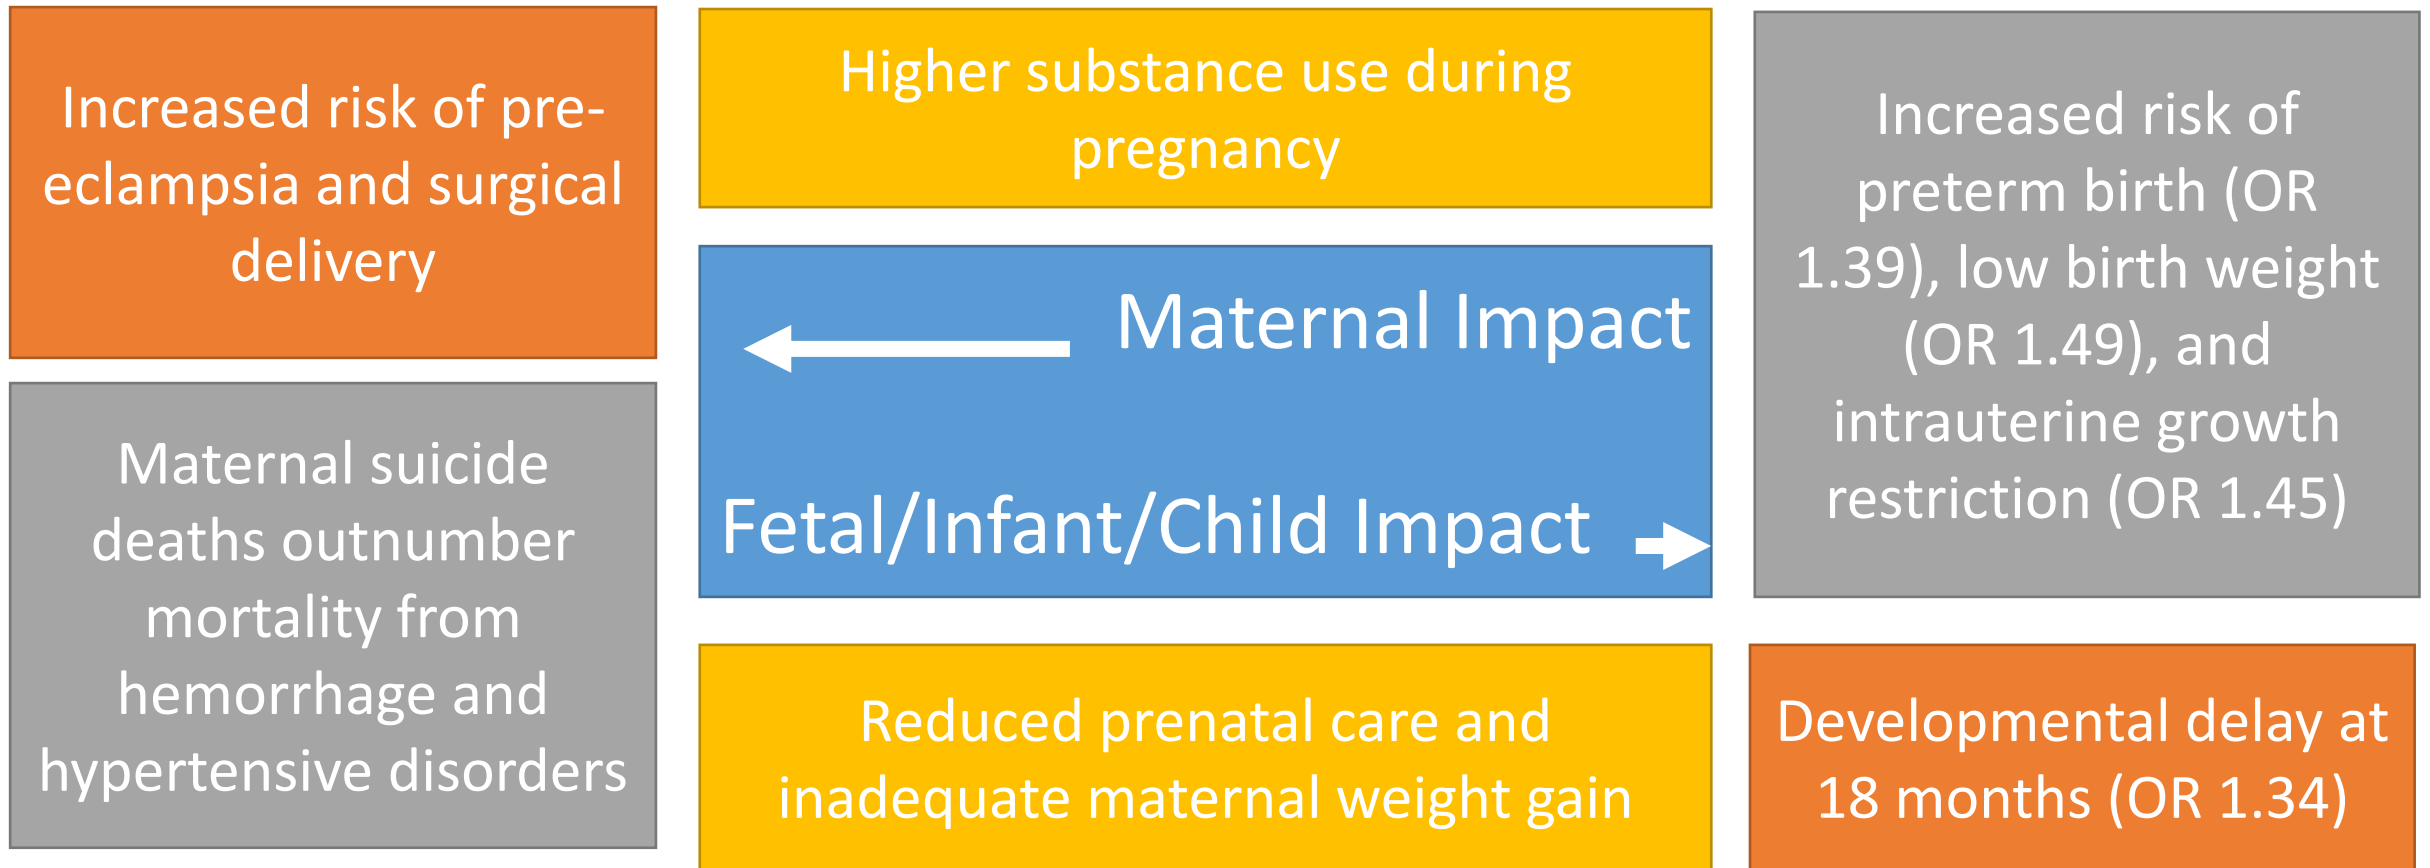 Increased risk of pre-
eclampsia and surgical
delivery
Maternal suicide
deaths outnumber
mortality from
hemorrhage and
hypertensive disorders
Higher substance use during
pregnancy
Maternal Impact
Fetal/Infant/Child Impact
Reduced prenatal care and
inadequate maternal weight gain
Increased risk of
preterm birth (OR
1.39), low birth weight
(OR 1.49), and
intrauterine growth
restriction (OR 1.45)
Developmental delay at
18 months (OR 1.34)